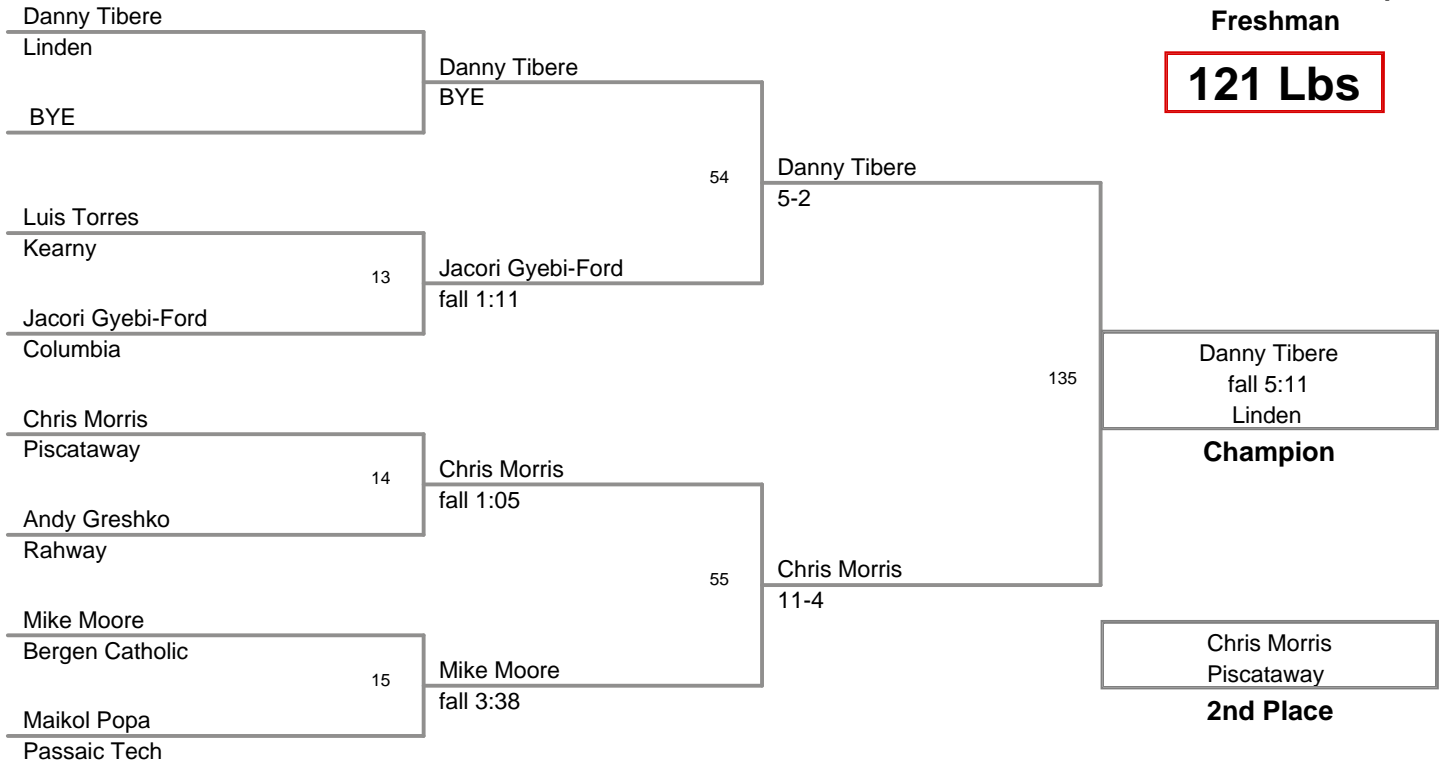 Freshman
121 Lbs
Danny Tibere
Linden
BYE
Luis Torres
Kearny
13
Jacori Gyebi-Ford
Columbia
Chris Morris
Piscataway
14
Andy Greshko
Rahway
Mike Moore
Bergen Catholic
15
Maikol Popa
Passaic Tech
Danny Tibere
BYE
54
Jacori Gyebi-Ford
fall 1:11
Chris Morris
fall 1:05
55
Mike Moore
fall 3:38
Danny Tibere
5-2
135
Chris Morris
11-4
Danny Tibere
fall 5:11
Linden
Champion
Chris Morris
Piscataway
2nd Place